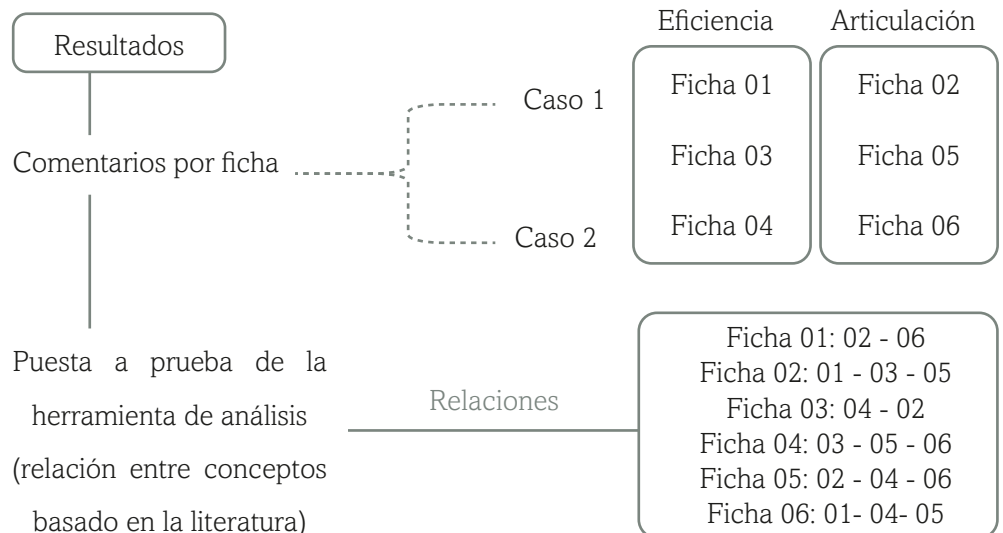 Resultados
Eficiencia
Articulación
Comentarios por ficha
Caso 1
Caso 2
Ficha 01
Ficha 03
Ficha 04
Ficha 02
Ficha 05
Ficha 06
Puesta a prueba de la
herramienta de análisis
(relación entre conceptos
basado en la literatura)
Relaciones
Ficha 01: 02 - 06
Ficha 02: 01 - 03 - 05
Ficha 03: 04 - 02
Ficha 04: 03 - 05 - 06
Ficha 05: 02 - 04 - 06
Ficha 06: 01- 04- 05